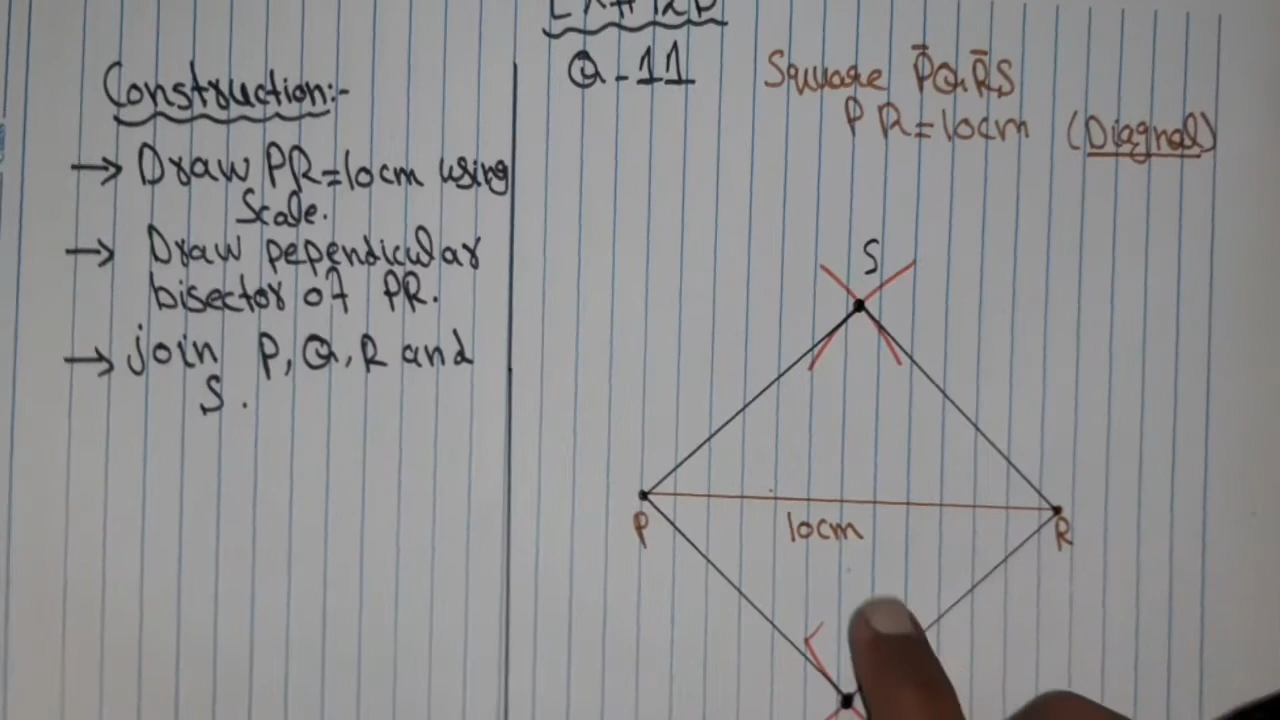 Construction:-
→ Draw PR=10cm using
Scale.
→ Draw pependicular
bisector of PR.
→ join P, Q, R and
S.
Q-11
Square PQRS
PR=10cm (Diagnal)
S
P
10cm
R